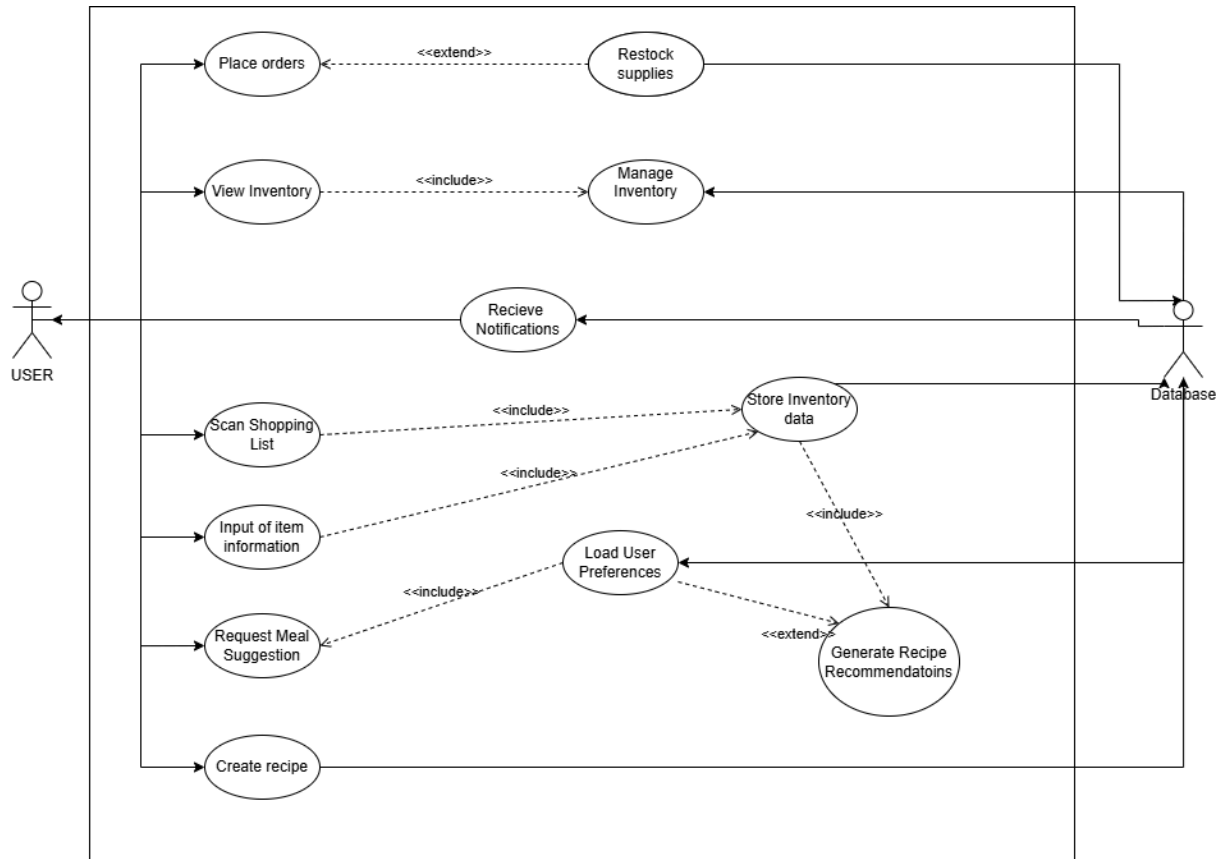 <<extend>>
Place orders
Restock
supplies
View Inventory
<<include>>
Manage
Inventory
Recieve
Notifications
USER
Database
Scan Shopping
List
<<include>>
Store Inventory
data
<<include>>
<<include>>
Input of item
information
Load User
Preferences
<<include>>
Request Meal
Suggestion
<<extend>>
Generate Recipe
Recommendatoins
Create recipe